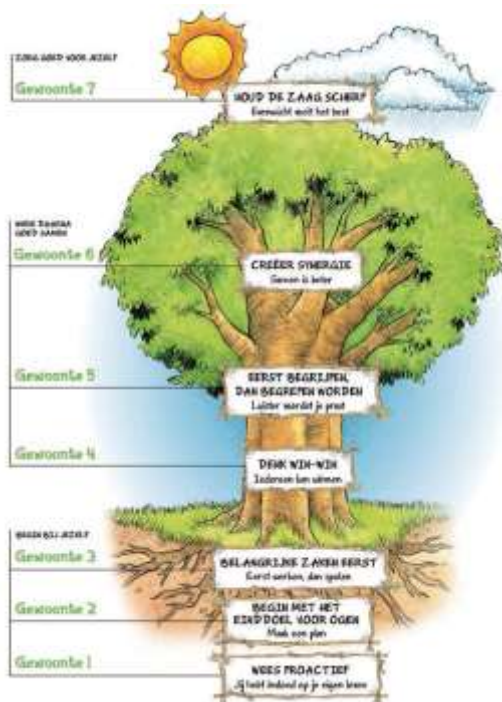 ZORG GOED VOOR JEZELF
Gewoonte 7
HOUD DE ZAAG SCHERP
Evenwicht voelt het best
WERK DAARNA
GOED SAMEN
Gewoonte 6
CREËER SYNERGIE
Samen is beter
Gewoonte 5
EERST BEGRIJPEN,
DAN BEGREPEN WORDEN
Luister voordat je praat
Gewoonte 4
DENK WIN-WIN
Iedereen kan winnen
BEGIN BIJ JEZELF
Gewoonte 3
BELANGRIJKE ZAKEN EERST
Eerst werken, dan spelen
Gewoonte 2
BEGIN MET HET
EINDDOEL VOOR OGEN
Maak een plan
Gewoonte 1
WEES PROACTIEF
Jij hebt invloed op je eigen leven